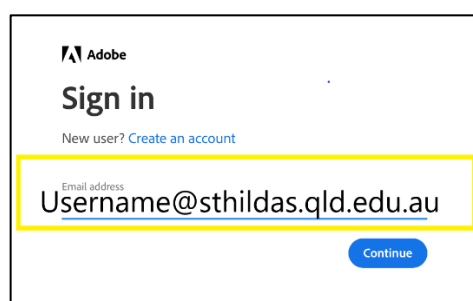 Adobe
Sign in
New user? Create an account
Email address
Username@sthildas.qld.edu.au
Continue